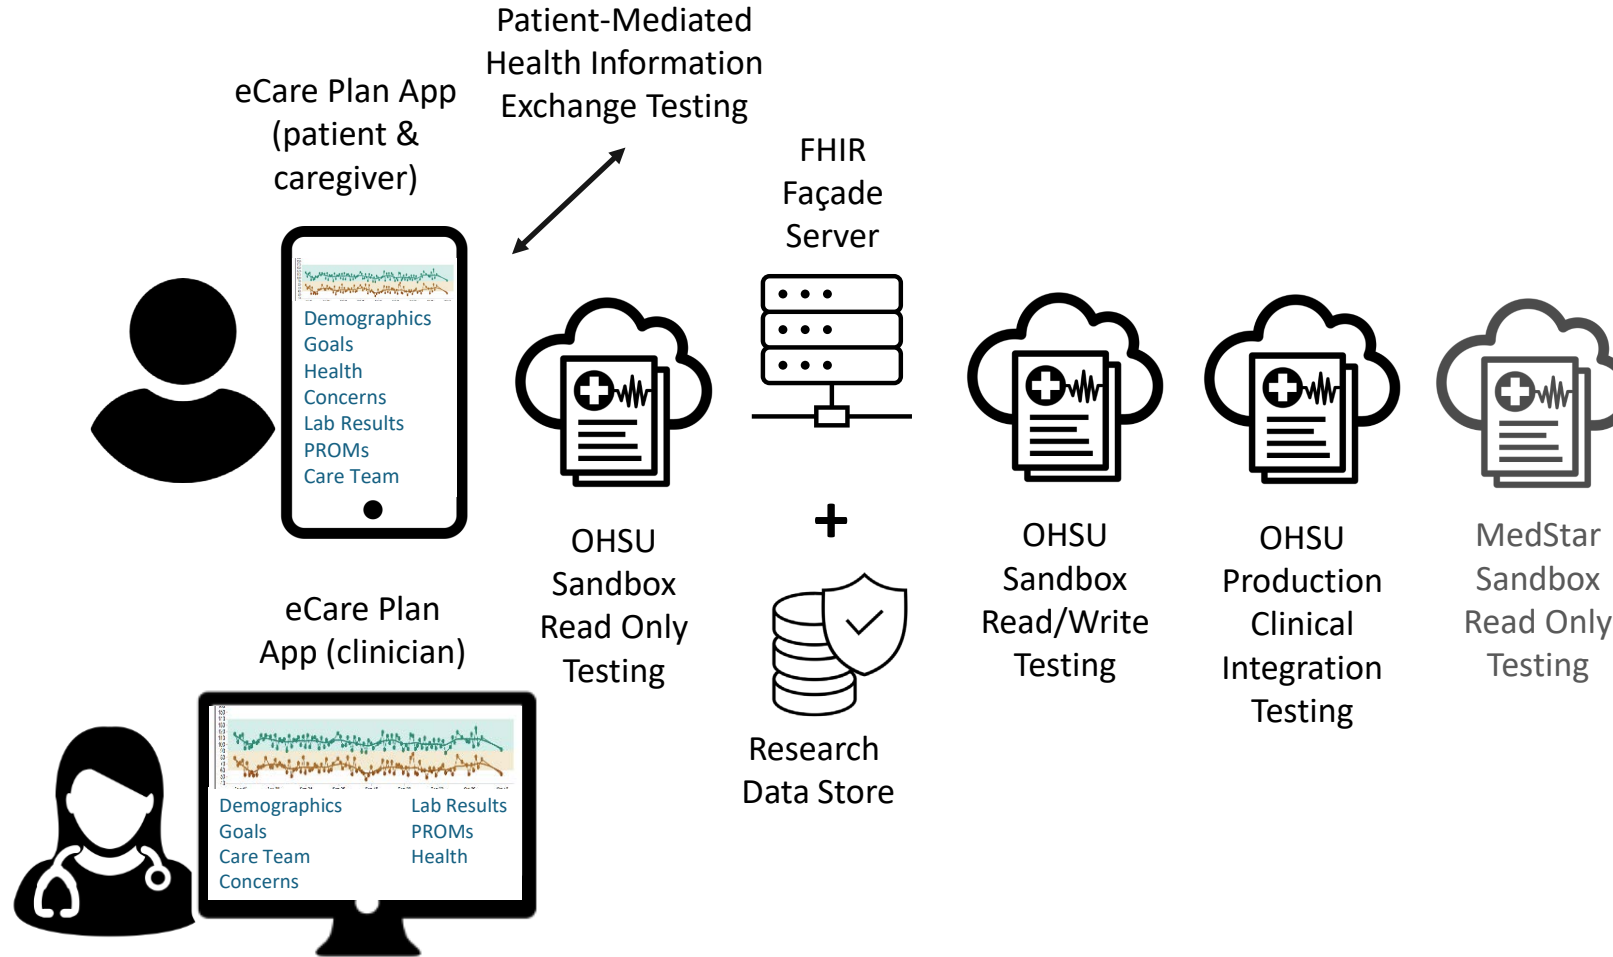 Patient-Mediated
Health Information
Exchange Testing
eCare Plan App
(patient &
caregiver)
FHIR
Façade
Server
Demographics
Goals
Health
Concerns
Lab Results
PROMs
Care Team
OHSU
Sandbox
Read Only
Testing
+
Research
Data Store
OHSU
Sandbox
Read/Write
Testing
OHSU
Production
Clinical
Integration
Testing
MedStar
Sandbox
Read Only
Testing
eCare Plan
App (clinician)
Demographics
Goals
Care Team
Concerns
Lab Results
PROMs
Health